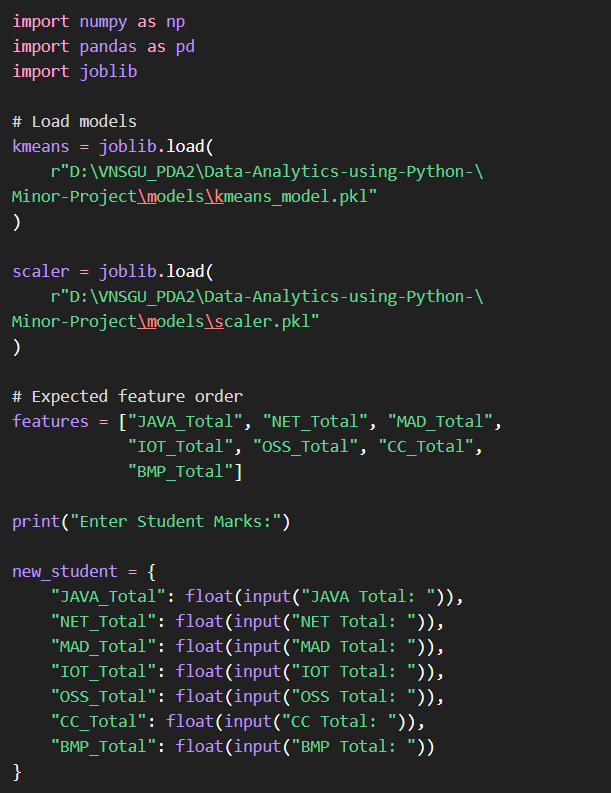 import numpy as np
import pandas as pd
import joblib

# Load models
kmeans = joblib.load(
    r"D:\VNSGU_PDA2\Data-Analytics-using-Python-\
Minor-Project\models\kmeans_model.pkl"
)

scaler = joblib.load(
    r"D:\VNSGU_PDA2\Data-Analytics-using-Python-\
Minor-Project\models\scaler.pkl"
)

# Expected feature order
features = ["JAVA_Total", "NET_Total", "MAD_Total",
            "IOT_Total", "OSS_Total", "CC_Total",
            "BMP_Total"]

print("Enter Student Marks:")

new_student = {
    "JAVA_Total": float(input("JAVA Total: ")),
    "NET_Total": float(input("NET Total: ")),
    "MAD_Total": float(input("MAD Total: ")),
    "IOT_Total": float(input("IOT Total: ")),
    "OSS_Total": float(input("OSS Total: ")),
    "CC_Total": float(input("CC Total: ")),
    "BMP_Total": float(input("BMP Total: "))
}